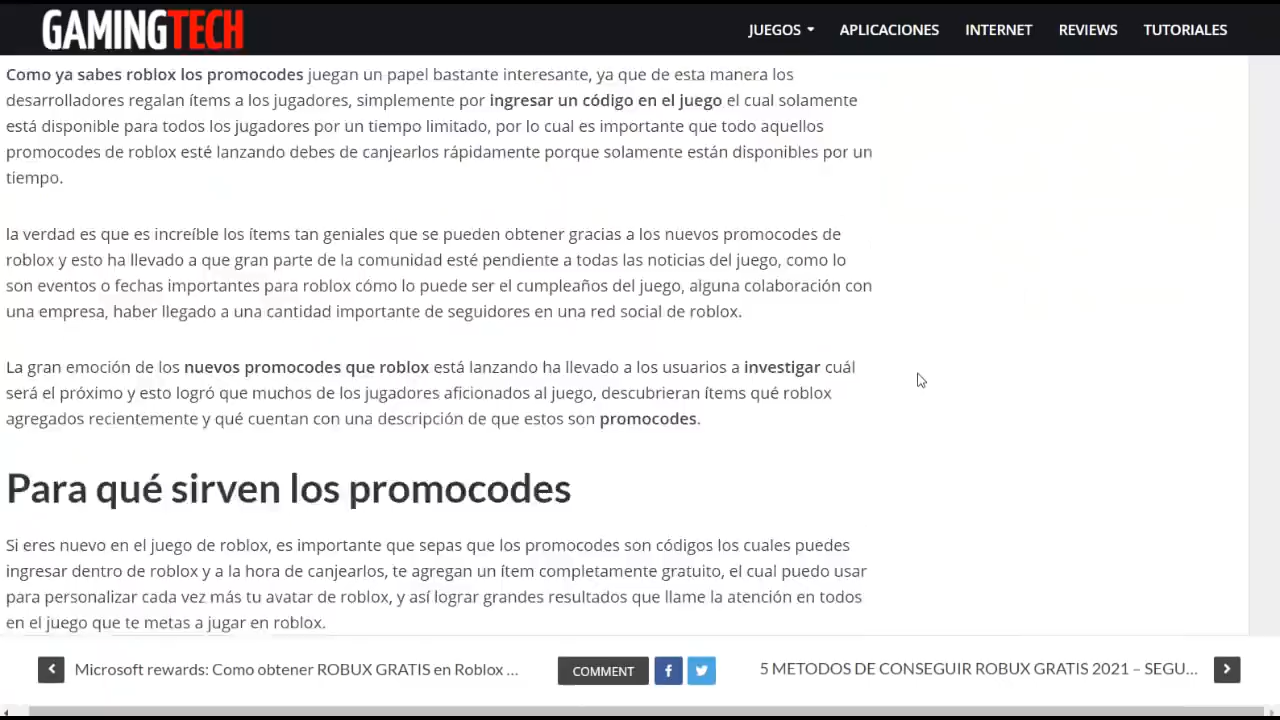 GAMINGTECH
JUEGOS
APLICACIONES
INTERNET
REVIEWS
TUTORIALES
Como ya sabes roblox los promocodes juegan un papel bastante interesante, ya que de esta manera los
desarrolladores regalan ítems a los jugadores, simplemente por ingresar un código en el juego el cual solamente
está disponible para todos los jugadores por un tiempo limitado, por lo cual es importante que todo aquellos
promocodes de roblox esté lanzando debes de canjearlos rápidamente porque solamente están disponibles por un
tiempo.
la verdad es que es increíble los ítems tan geniales que se pueden obtener gracias a los nuevos promocodes de
roblox y esto ha llevado a que gran parte de la comunidad esté pendiente a todas las noticias del juego, como lo
son eventos o fechas importantes para roblox cómo lo puede ser el cumpleaños del juego, alguna colaboración con
una empresa, haber llegado a una cantidad importante de seguidores en una red social de roblox.
La gran emoción de los nuevos promocodes que roblox está lanzando ha llevado a los usuarios a investigar cuál
será el próximo y esto logró que muchos de los jugadores aficionados al juego, descubrieran ítems qué roblox
agregados recientemente y qué cuentan con una descripción de que estos son promocodes.
Para qué sirven los promocodes
Si eres nuevo en el juego de roblox, es importante que sepas que los promocodes son códigos los cuales puedes
ingresar dentro de roblox y a la hora de canjearlos, te agregan un ítem completamente gratuito, el cual puedo usar
para personalizar cada vez más tu avatar de roblox, y así lograr grandes resultados que llame la atención en todos
en el juego que te metas a jugar en roblox.
Microsoft rewards: Como obtener ROBUX GRATIS en Roblox ...
COMMENT
5 METODOS DE CONSEGUIR ROBUX GRATIS 2021 – SEGU...